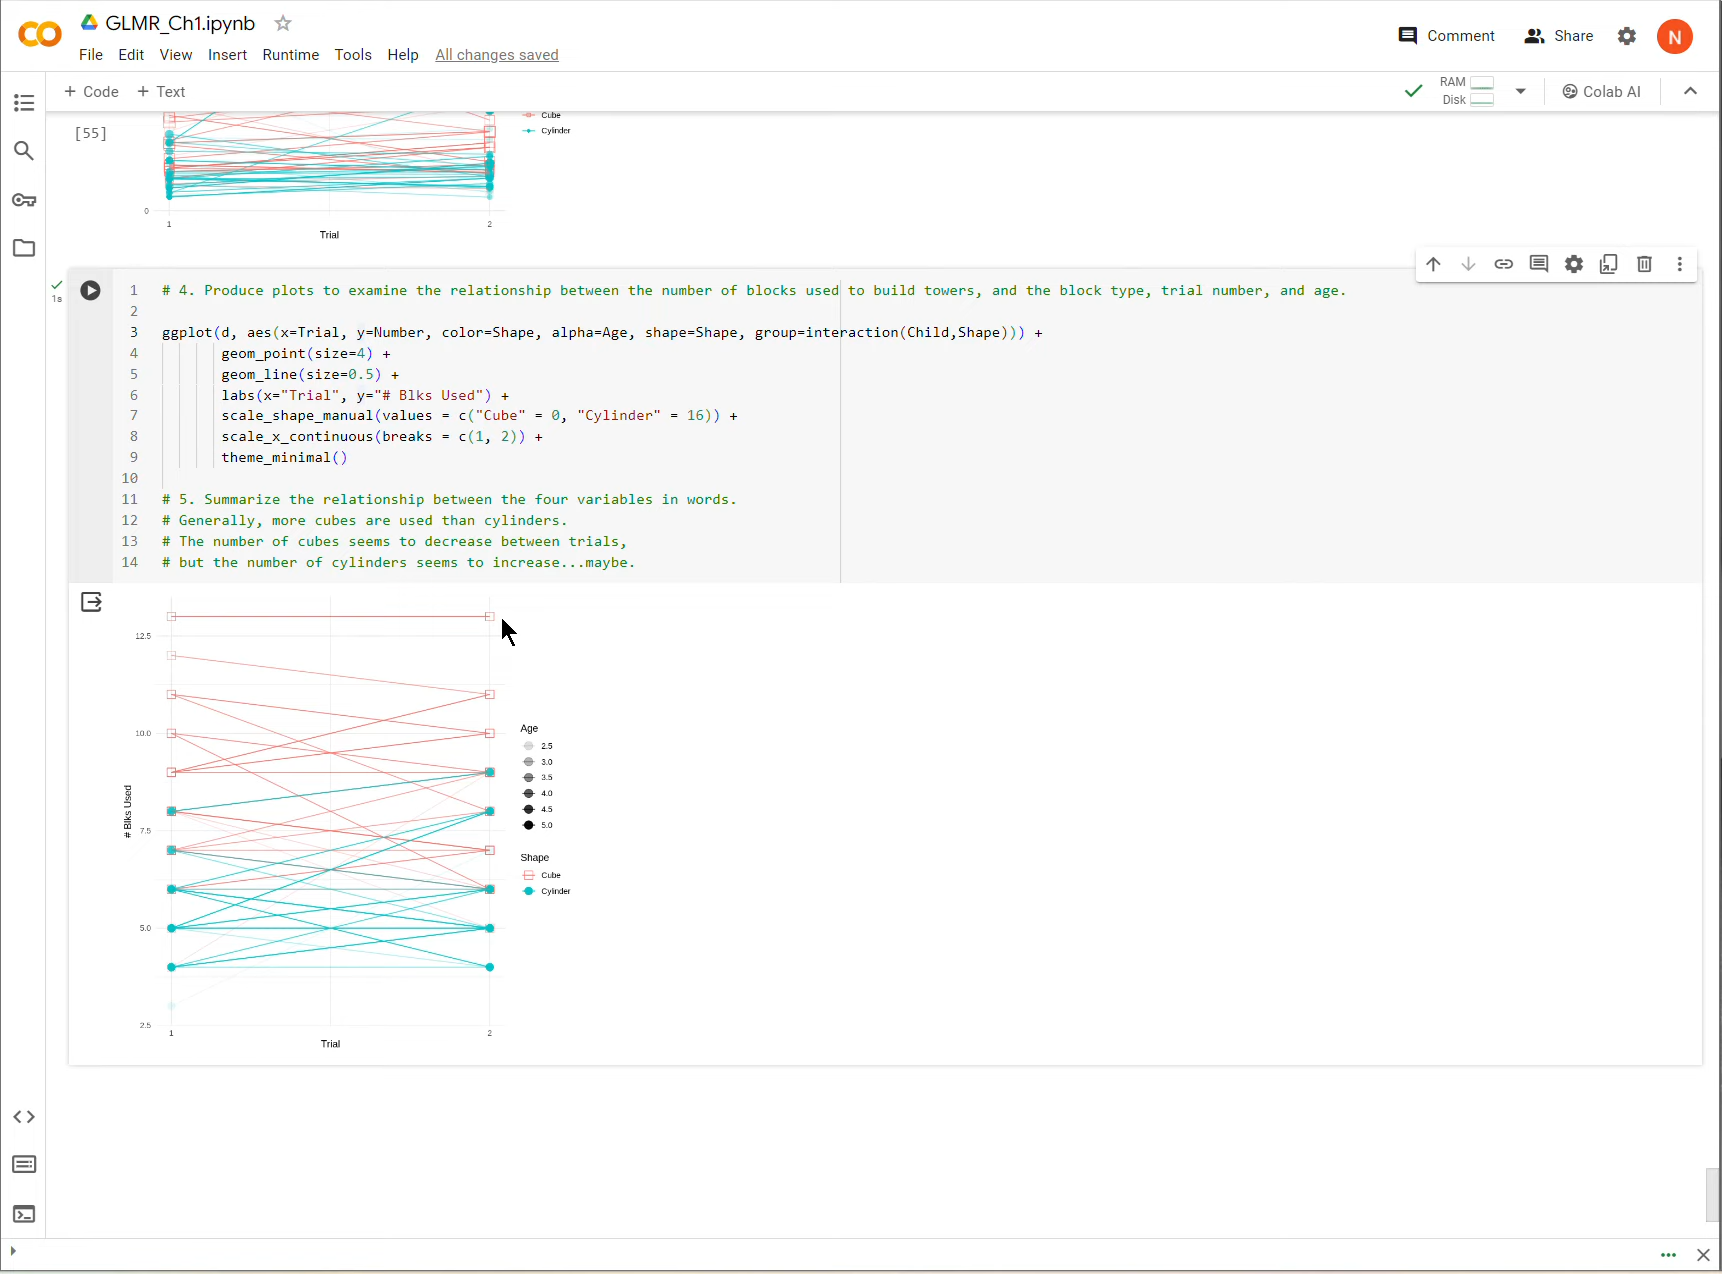 GLMR_Ch1.ipynb
File Edit View Insert Runtime Tools Help All changes saved
Comment Share N
+ Code + Text
RAM
Disk
Colab AI
[55]
Cube
Cylinder
0
1 2
Trial
1s
1 # 4. Produce plots to examine the relationship between the number of blocks used to build towers, and the block type, trial number, and age.
2
3 ggplot(d, aes(x=Trial, y=Number, color=Shape, alpha=Age, shape=Shape, group=interaction(Child,Shape))) +
4 geom_point(size=4) +
5 geom_line(size=0.5) +
6 labs(x="Trial", y="# Blks Used") +
7 scale_shape_manual(values = c("Cube" = 0, "Cylinder" = 16)) +
8 scale_x_continuous(breaks = c(1, 2)) +
9 theme_minimal()
10
11 # 5. Summarize the relationship between the four variables in words.
12 # Generally, more cubes are used than cylinders.
13 # The number of cubes seems to decrease between trials,
14 # but the number of cylinders seems to increase...maybe.
12.5
10.0
7.5
5.0
2.5
# Blks Used
1 2
Trial
Age
2.5
3.0
3.5
4.0
4.5
5.0
Shape
Cube
Cylinder